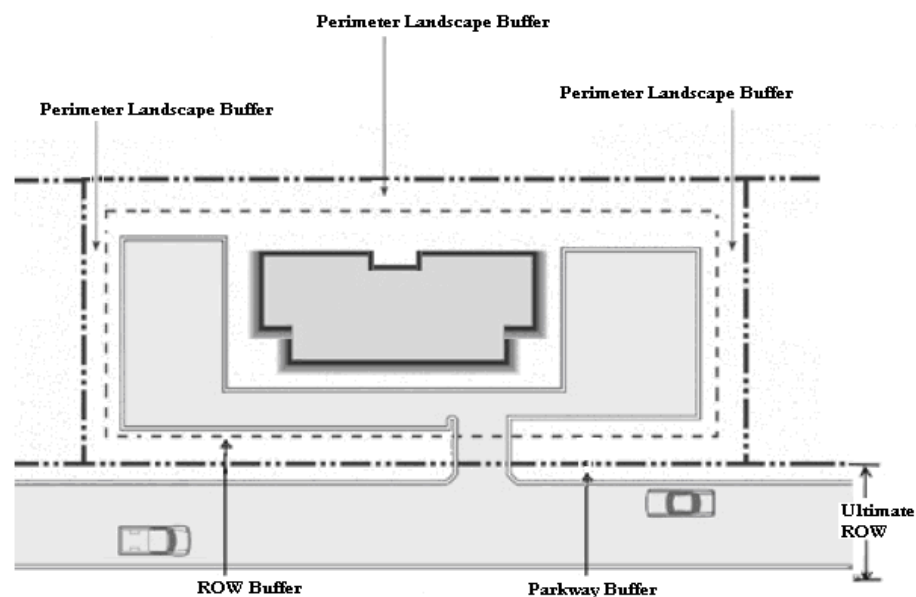 Perimeter Landscape Buffer
Perimeter Landscape Buffer
Perimeter Landscape Buffer
Ultimate
ROW
ROW Buffer
Parkway Buffer